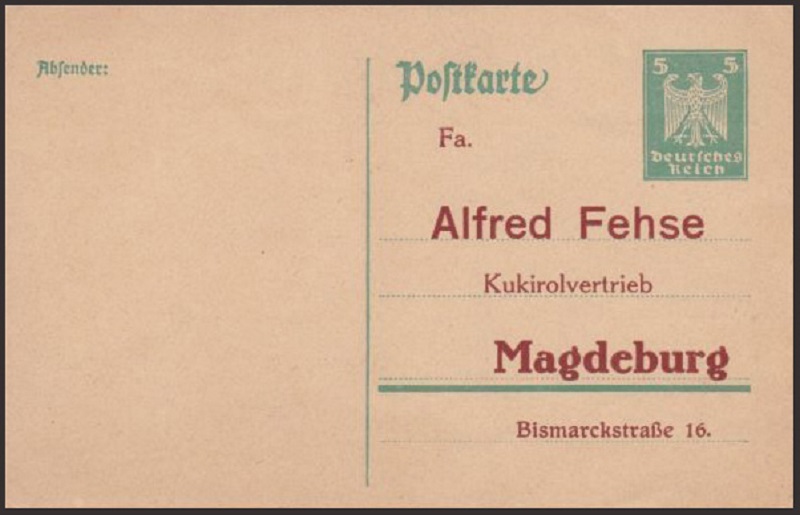 Absender:
Postkarte
5 5
Deutsches
Reich
Fa.
Alfred Fehse
Kukirolvertrieb
Magdeburg
Bismarckstraße 16.